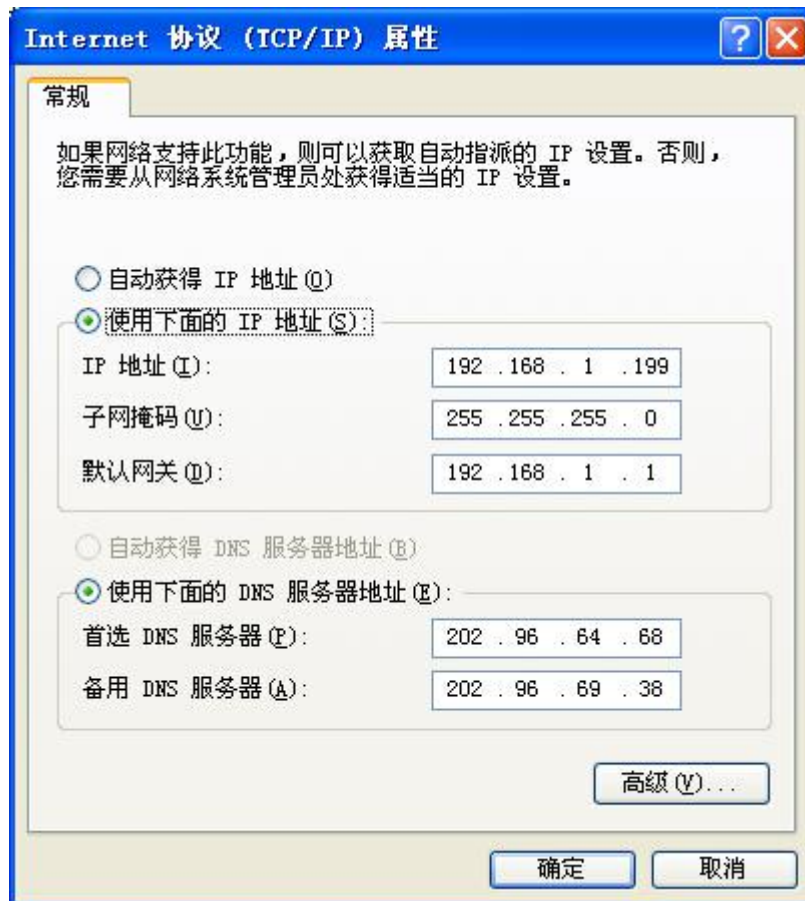 Internet 协议 (TCP/IP) 属性
常规
如果网络支持此功能，则可以获取自动指派的 IP 设置。否则，
您需要从网络系统管理员处获得适当的 IP 设置。
自动获得 IP 地址(O)
使用下面的 IP 地址(S):
IP 地址(I): 192 .168 . 1 .199
子网掩码(U): 255 .255 .255 . 0
默认网关(D): 192 .168 . 1 . 1
自动获得 DNS 服务器地址(B)
使用下面的 DNS 服务器地址(E):
首选 DNS 服务器(P): 202 . 96 . 64 . 68
备用 DNS 服务器(A): 202 . 96 . 69 . 38
高级(V)...
确定 取消